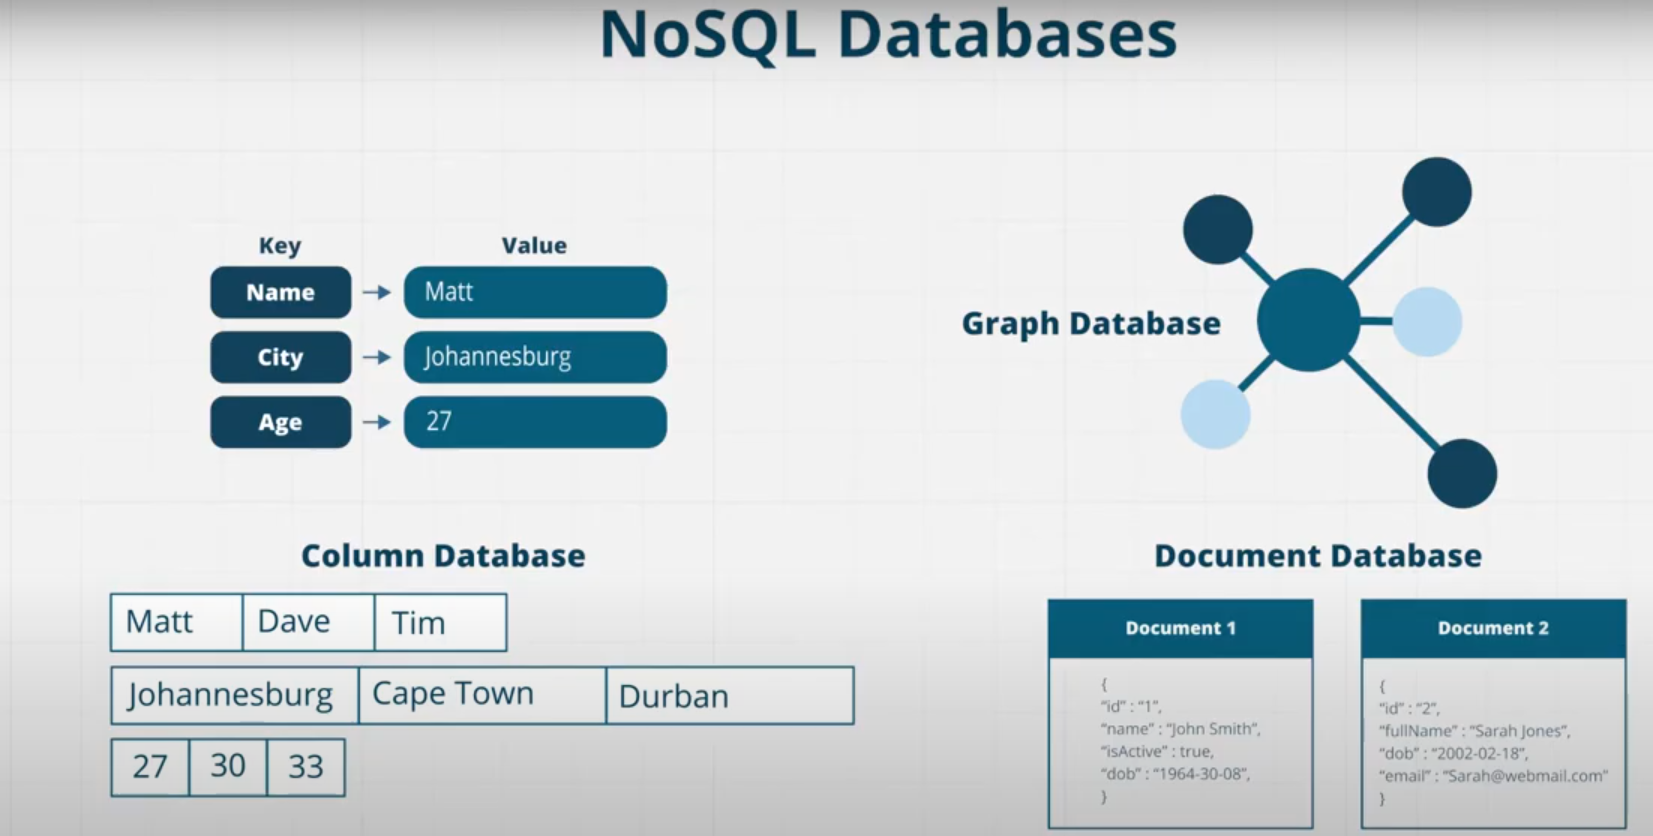 NoSQL Databases
Key Value
Name Matt
City Johannesburg
Age 27
Graph Database
Column Database
Matt Dave Tim
Johannesburg Cape Town Durban
27 30 33
Document Database
Document 1
{
“id” : “1”,
“name” : “John Smith”,
“isActive” : true,
“dob” : “1964-30-08”,
}
Document 2
{
“id” : “2”,
“fullName” : “Sarah Jones”,
“dob” : “2002-02-18”,
“email” : “Sarah@webmail.com”
}